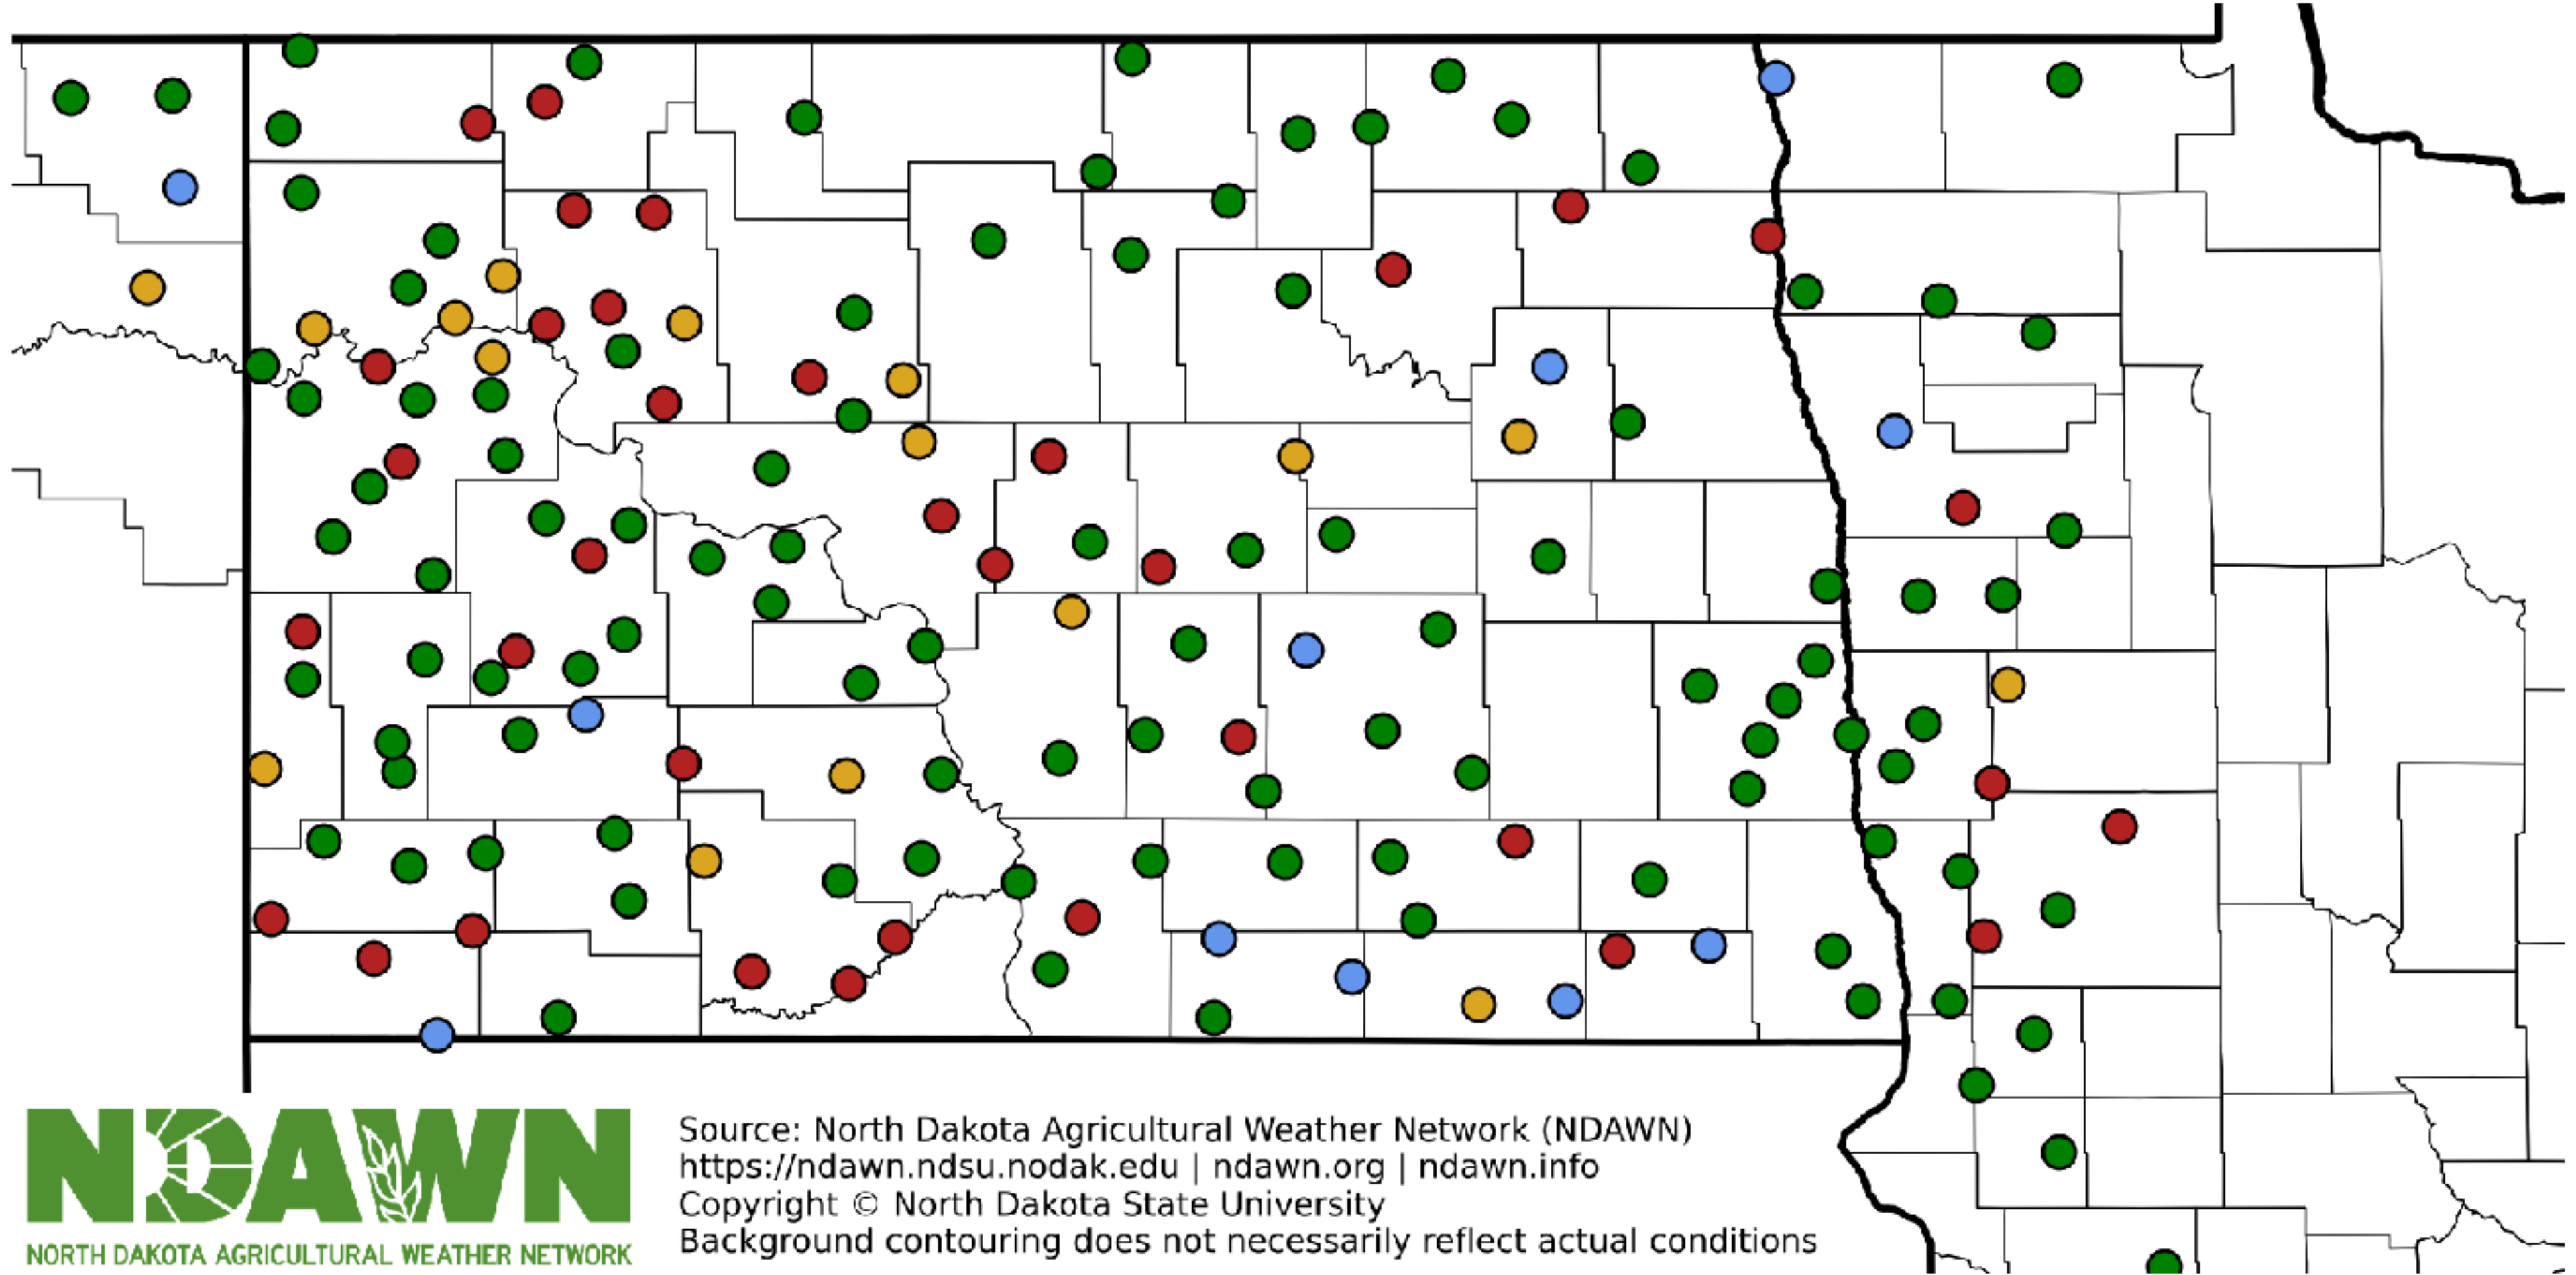 NDAWN
NORTH DAKOTA AGRICULTURAL WEATHER NETWORK
Source: North Dakota Agricultural Weather Network (NDAWN)
https://ndawn.ndsu.nodak.edu | ndawn.org | ndawn.info
Copyright © North Dakota State University
Background contouring does not necessarily reflect actual conditions